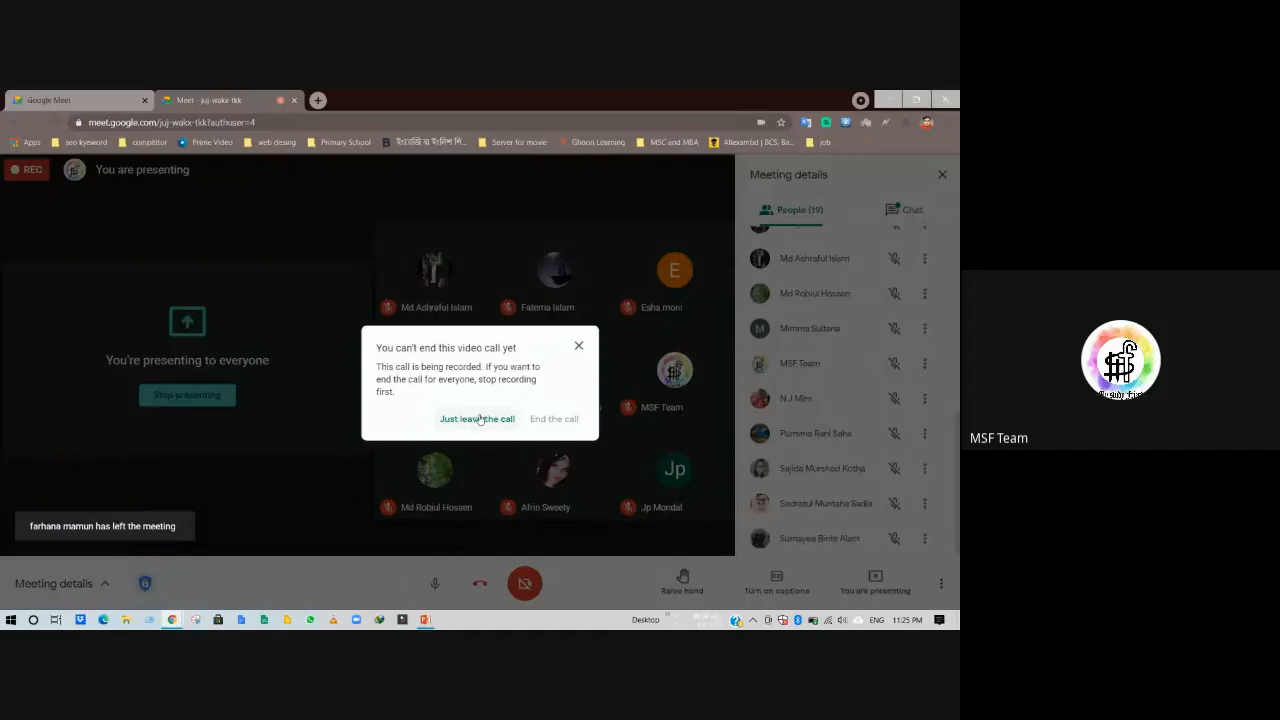 Google Meet
Meet - juj-wakx-tkk
meet.google.com/juj-wakx-tkk?authuser=4
Apps
seo kyeword
compititor
Prime Video
web desing
Primary School
ইংরেজি বা ইংলিশ শি...
Server for movie
Ghoori Learning
MSC and MBA
Allexambd | BCS, Ba...
job
REC
You are presenting
Meeting details
People (19)
Chat
You're presenting to everyone
Stop presenting
Md Ashraful Islam
Fatema Islam
E
Esha moni
MSF Team
Md Robiul Hossen
Afrin Sweety
Jp
Jp Mondal
You can't end this video call yet
This call is being recorded. If you want to
end the call for everyone, stop recording
first.
Just leave the call
End the call
farhana mamun has left the meeting
Md Ashraful Islam
Md Robiul Hossen
M
Mimma Sultana
MSF Team
N J Mim
Purnima Rani Saha
Sajida Murshed Katha
Sadratul Muntaha Sadia
Sumayea Binte Alam
Meeting details
Raise hand
Turn on captions
You are presenting
Desktop
ENG
11:25 PM
MSF Team